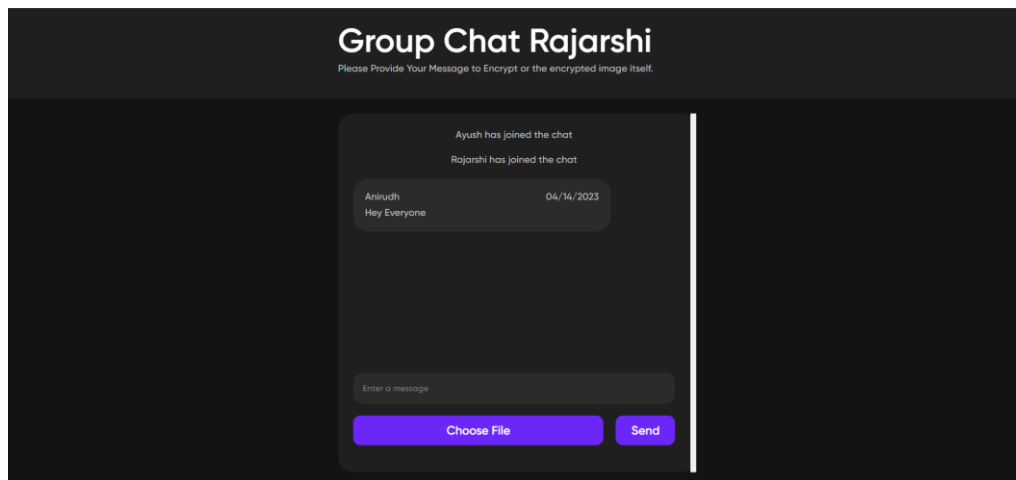 Group Chat Rajarshi
Please Provide Your Message to Encrypt or the encrypted image itself.
Ayush has joined the chat
Rajarshi has joined the chat
Anirudh 04/14/2023
Hey Everyone
Enter a message
Choose File Send